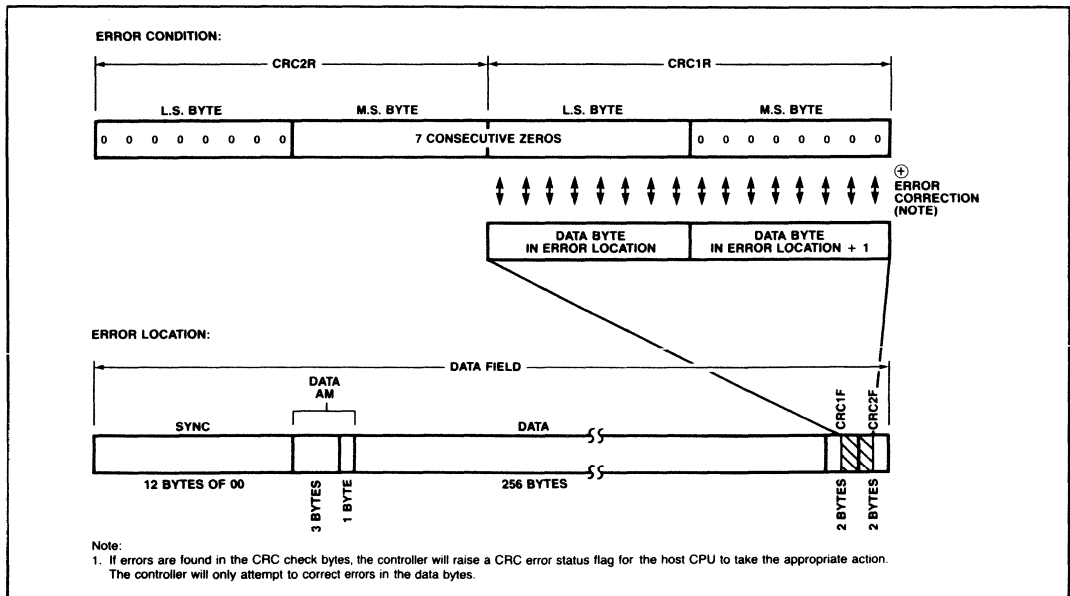 ERROR CONDITION:
CRC2R CRC1R
L.S. BYTE M.S. BYTE L.S. BYTE M.S. BYTE
0 0 0 0 0 0 0 0 7 CONSECUTIVE ZEROS 0 0 0 0 0 0 0 0
⊕
ERROR
CORRECTION
(NOTE)
DATA BYTE
IN ERROR LOCATION
DATA BYTE
IN ERROR LOCATION + 1
ERROR LOCATION:
DATA FIELD
DATA
AM
SYNC DATA CRC1F CRC2F
12 BYTES OF 00 3 BYTES 1 BYTE 256 BYTES 2 BYTES 2 BYTES
Note:
1. If errors are found in the CRC check bytes, the controller will raise a CRC error status flag for the host CPU to take the appropriate action.
The controller will only attempt to correct errors in the data bytes.